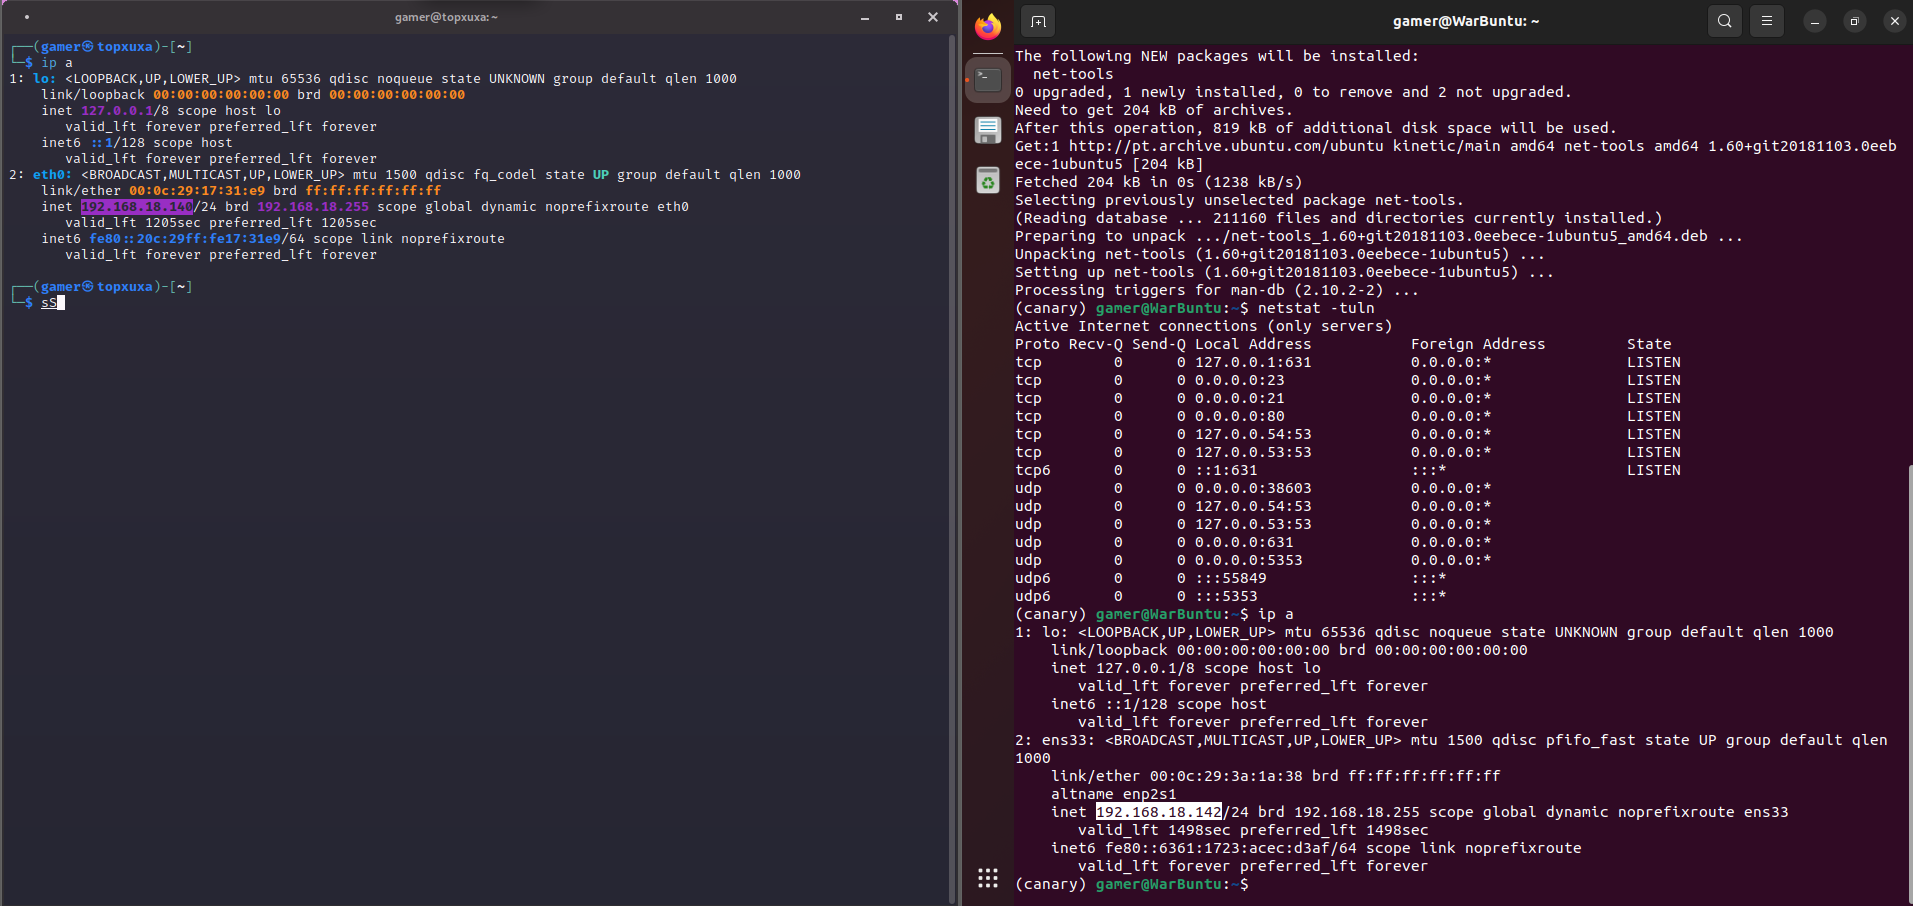 gamer@topxuxa: ~
┌──(gamer㉿topxuxa)-[~]
└─$ ip a
1: lo: <LOOPBACK,UP,LOWER_UP> mtu 65536 qdisc noqueue state UNKNOWN group default qlen 1000
    link/loopback 00:00:00:00:00:00 brd 00:00:00:00:00:00
    inet 127.0.0.1/8 scope host lo
       valid_lft forever preferred_lft forever
    inet6 ::1/128 scope host
       valid_lft forever preferred_lft forever
2: eth0: <BROADCAST,MULTICAST,UP,LOWER_UP> mtu 1500 qdisc fq_codel state UP group default qlen 1000
    link/ether 00:0c:29:17:31:e9 brd ff:ff:ff:ff:ff:ff
    inet 192.168.18.140/24 brd 192.168.18.255 scope global dynamic noprefixroute eth0
       valid_lft 1205sec preferred_lft 1205sec
    inet6 fe80::20c:29ff:fe17:31e9/64 scope link noprefixroute
       valid_lft forever preferred_lft forever
┌──(gamer㉿topxuxa)-[~]
└─$ sS
gamer@WarBuntu: ~
The following NEW packages will be installed:
  net-tools
0 upgraded, 1 newly installed, 0 to remove and 2 not upgraded.
Need to get 204 kB of archives.
After this operation, 819 kB of additional disk space will be used.
Get:1 http://pt.archive.ubuntu.com/ubuntu kinetic/main amd64 net-tools amd64 1.60+git20181103.0eeb
ece-1ubuntu5 [204 kB]
Fetched 204 kB in 0s (1238 kB/s)
Selecting previously unselected package net-tools.
(Reading database ... 211160 files and directories currently installed.)
Preparing to unpack .../net-tools_1.60+git20181103.0eebece-1ubuntu5_amd64.deb ...
Unpacking net-tools (1.60+git20181103.0eebece-1ubuntu5) ...
Setting up net-tools (1.60+git20181103.0eebece-1ubuntu5) ...
Processing triggers for man-db (2.10.2-2) ...
(canary) gamer@WarBuntu:~$ netstat -tuln
Active Internet connections (only servers)
Proto Recv-Q Send-Q Local Address           Foreign Address         State
tcp        0      0 127.0.0.1:631           0.0.0.0:*               LISTEN
tcp        0      0 0.0.0.0:23              0.0.0.0:*               LISTEN
tcp        0      0 0.0.0.0:21              0.0.0.0:*               LISTEN
tcp        0      0 0.0.0.0:80              0.0.0.0:*               LISTEN
tcp        0      0 127.0.0.54:53           0.0.0.0:*               LISTEN
tcp        0      0 127.0.0.53:53           0.0.0.0:*               LISTEN
tcp6       0      0 ::1:631                 :::*                    LISTEN
udp        0      0 0.0.0.0:38603           0.0.0.0:*
udp        0      0 127.0.0.54:53           0.0.0.0:*
udp        0      0 127.0.0.53:53           0.0.0.0:*
udp        0      0 0.0.0.0:631             0.0.0.0:*
udp        0      0 0.0.0.0:5353            0.0.0.0:*
udp6       0      0 :::55849                :::*
udp6       0      0 :::5353                 :::*
(canary) gamer@WarBuntu:~$ ip a
1: lo: <LOOPBACK,UP,LOWER_UP> mtu 65536 qdisc noqueue state UNKNOWN group default qlen 1000
    link/loopback 00:00:00:00:00:00 brd 00:00:00:00:00:00
    inet 127.0.0.1/8 scope host lo
       valid_lft forever preferred_lft forever
    inet6 ::1/128 scope host
       valid_lft forever preferred_lft forever
2: ens33: <BROADCAST,MULTICAST,UP,LOWER_UP> mtu 1500 qdisc pfifo_fast state UP group default qlen
1000
    link/ether 00:0c:29:3a:1a:38 brd ff:ff:ff:ff:ff:ff
    altname enp2s1
    inet 192.168.18.142/24 brd 192.168.18.255 scope global dynamic noprefixroute ens33
       valid_lft 1498sec preferred_lft 1498sec
    inet6 fe80::6361:1723:acec:d3af/64 scope link noprefixroute
       valid_lft forever preferred_lft forever
(canary) gamer@WarBuntu:~$